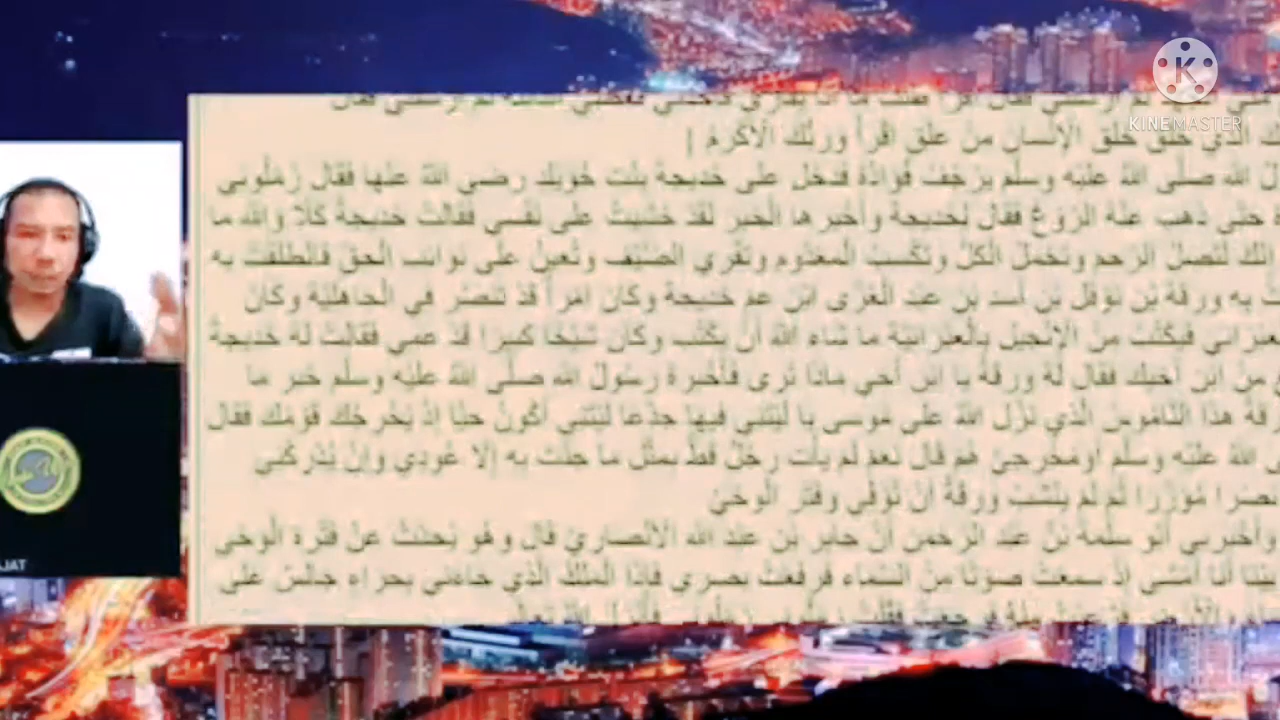 ك الذي خلق خلق الإنسان من علق اقرأ وربك الأكرم ]
ل الله صلى الله عليه وسلم يرجف فؤاده فدخل على خديجة بنت خويلد رضي الله عنها فقال زملوني
حتى ذهب عنه الروع فقال لخديجة وأخبرها الخبر لقد خشيت على نفسي فقالت خديجة كلا والله ما
إنك لتصل الرحم وتحمل الكل وتكسب المعدوم وتقري الضيف وتعين على نوائب الحق فانطلقت به
به ورقة بن نوفل بن أسد بن عبد العزى ابن عم خديجة وكان امرأ قد تنصر في الجاهلية وكان
العبراني فيكتب من الإنجيل بالعبرانية ما شاء الله أن يكتب وكان شيخا كبيرا قد عمي فقالت له خديجة
من ابن أخيك فقال له ورقة يا ابن أخي ماذا ترى فأخبره رسول الله صلى الله عليه وسلم خبر ما
رقة هذا الناموس الذي نزل الله على موسى يا ليتني فيها جذعا ليتني أكون حيا إذ يخرجك قومك فقال
ى الله عليه وسلم أومخرجي هم قال نعم لم يأت رجل قط بمثل ما جئت به إلا عودي وإن يدركني
نصرا مؤزرا ثم لم ينشب ورقة أن توفي وفتر الوحي
وأخبرني أبو سلمة بن عبد الرحمن أن جابر بن عبد الله الأنصاري قال وهو يحدث عن فترة الوحي
بينا أنا أمشي إذ سمعت صوتا من السماء فرفعت بصري فإذا الملك الذي جاءني بحراء جالس على
KINEMASTER
K
JAT